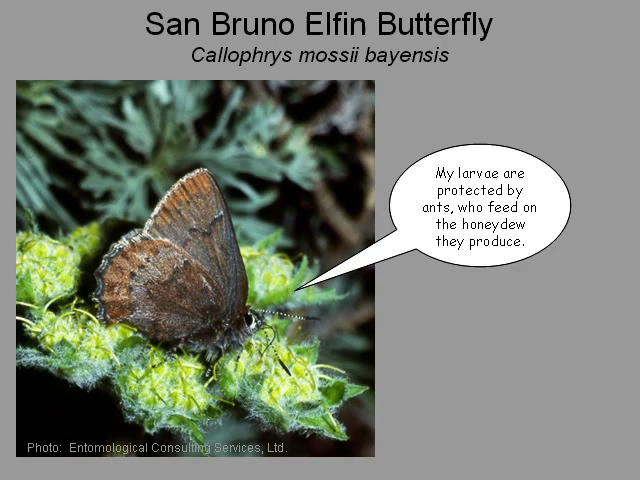 San Bruno Elfin Butterfly
Callophrys mossii bayensis
My larvae are
protected by
ants, who feed on
the honeydew
they produce.
Photo: Entomological Consulting Services, Ltd.